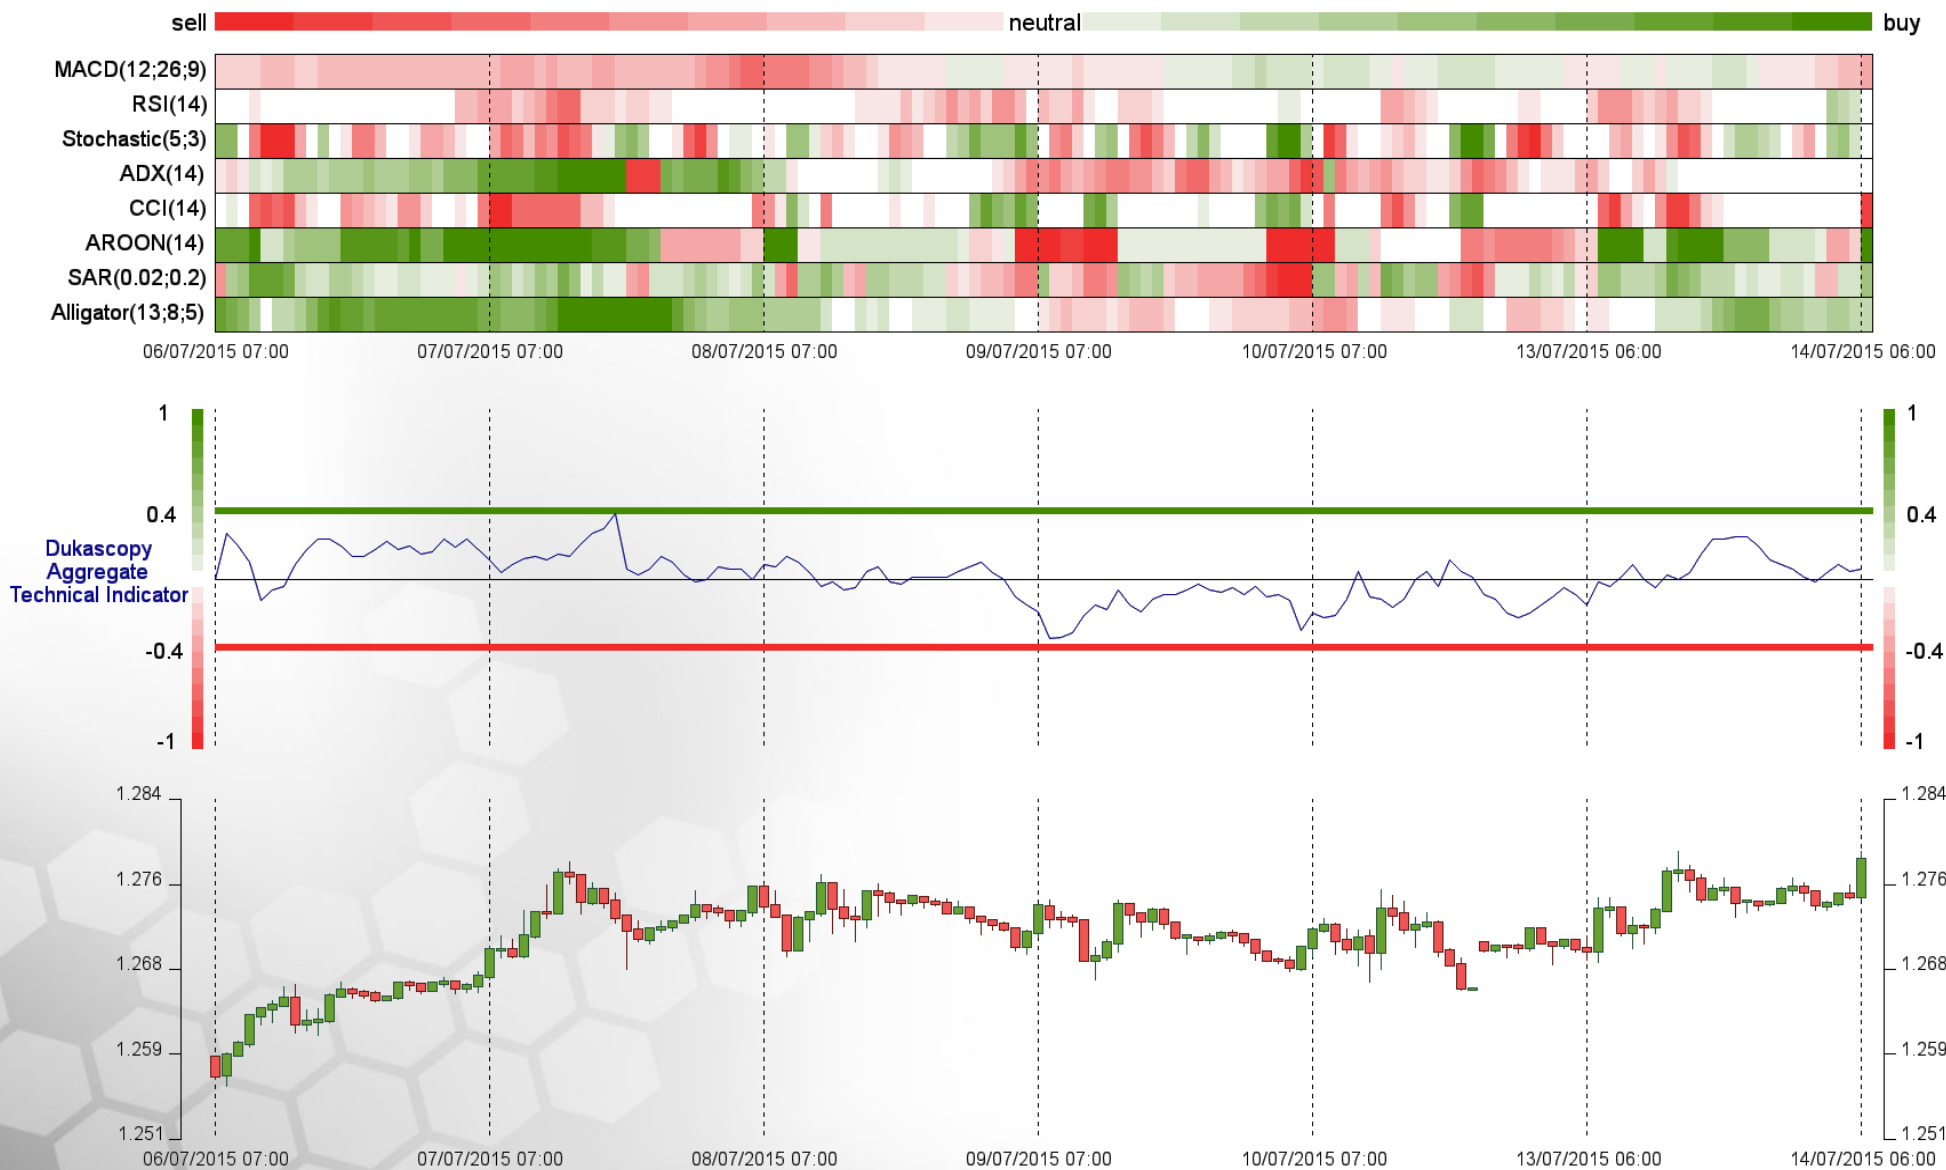 sell neutral buy
MACD(12;26;9)
RSI(14)
Stochastic(5;3)
ADX(14)
CCI(14)
AROON(14)
SAR(0.02;0.2)
Alligator(13;8;5)
06/07/2015 07:00 07/07/2015 07:00 08/07/2015 07:00 09/07/2015 07:00 10/07/2015 07:00 13/07/2015 06:00 14/07/2015 06:00
1 1
0.4 0.4
Dukascopy
Aggregate
Technical Indicator
-0.4 -0.4
-1 -1
1.284 1.284
1.276 1.276
1.268 1.268
1.259 1.259
1.251 1.251
06/07/2015 07:00 07/07/2015 07:00 08/07/2015 07:00 09/07/2015 07:00 10/07/2015 07:00 13/07/2015 06:00 14/07/2015 06:00